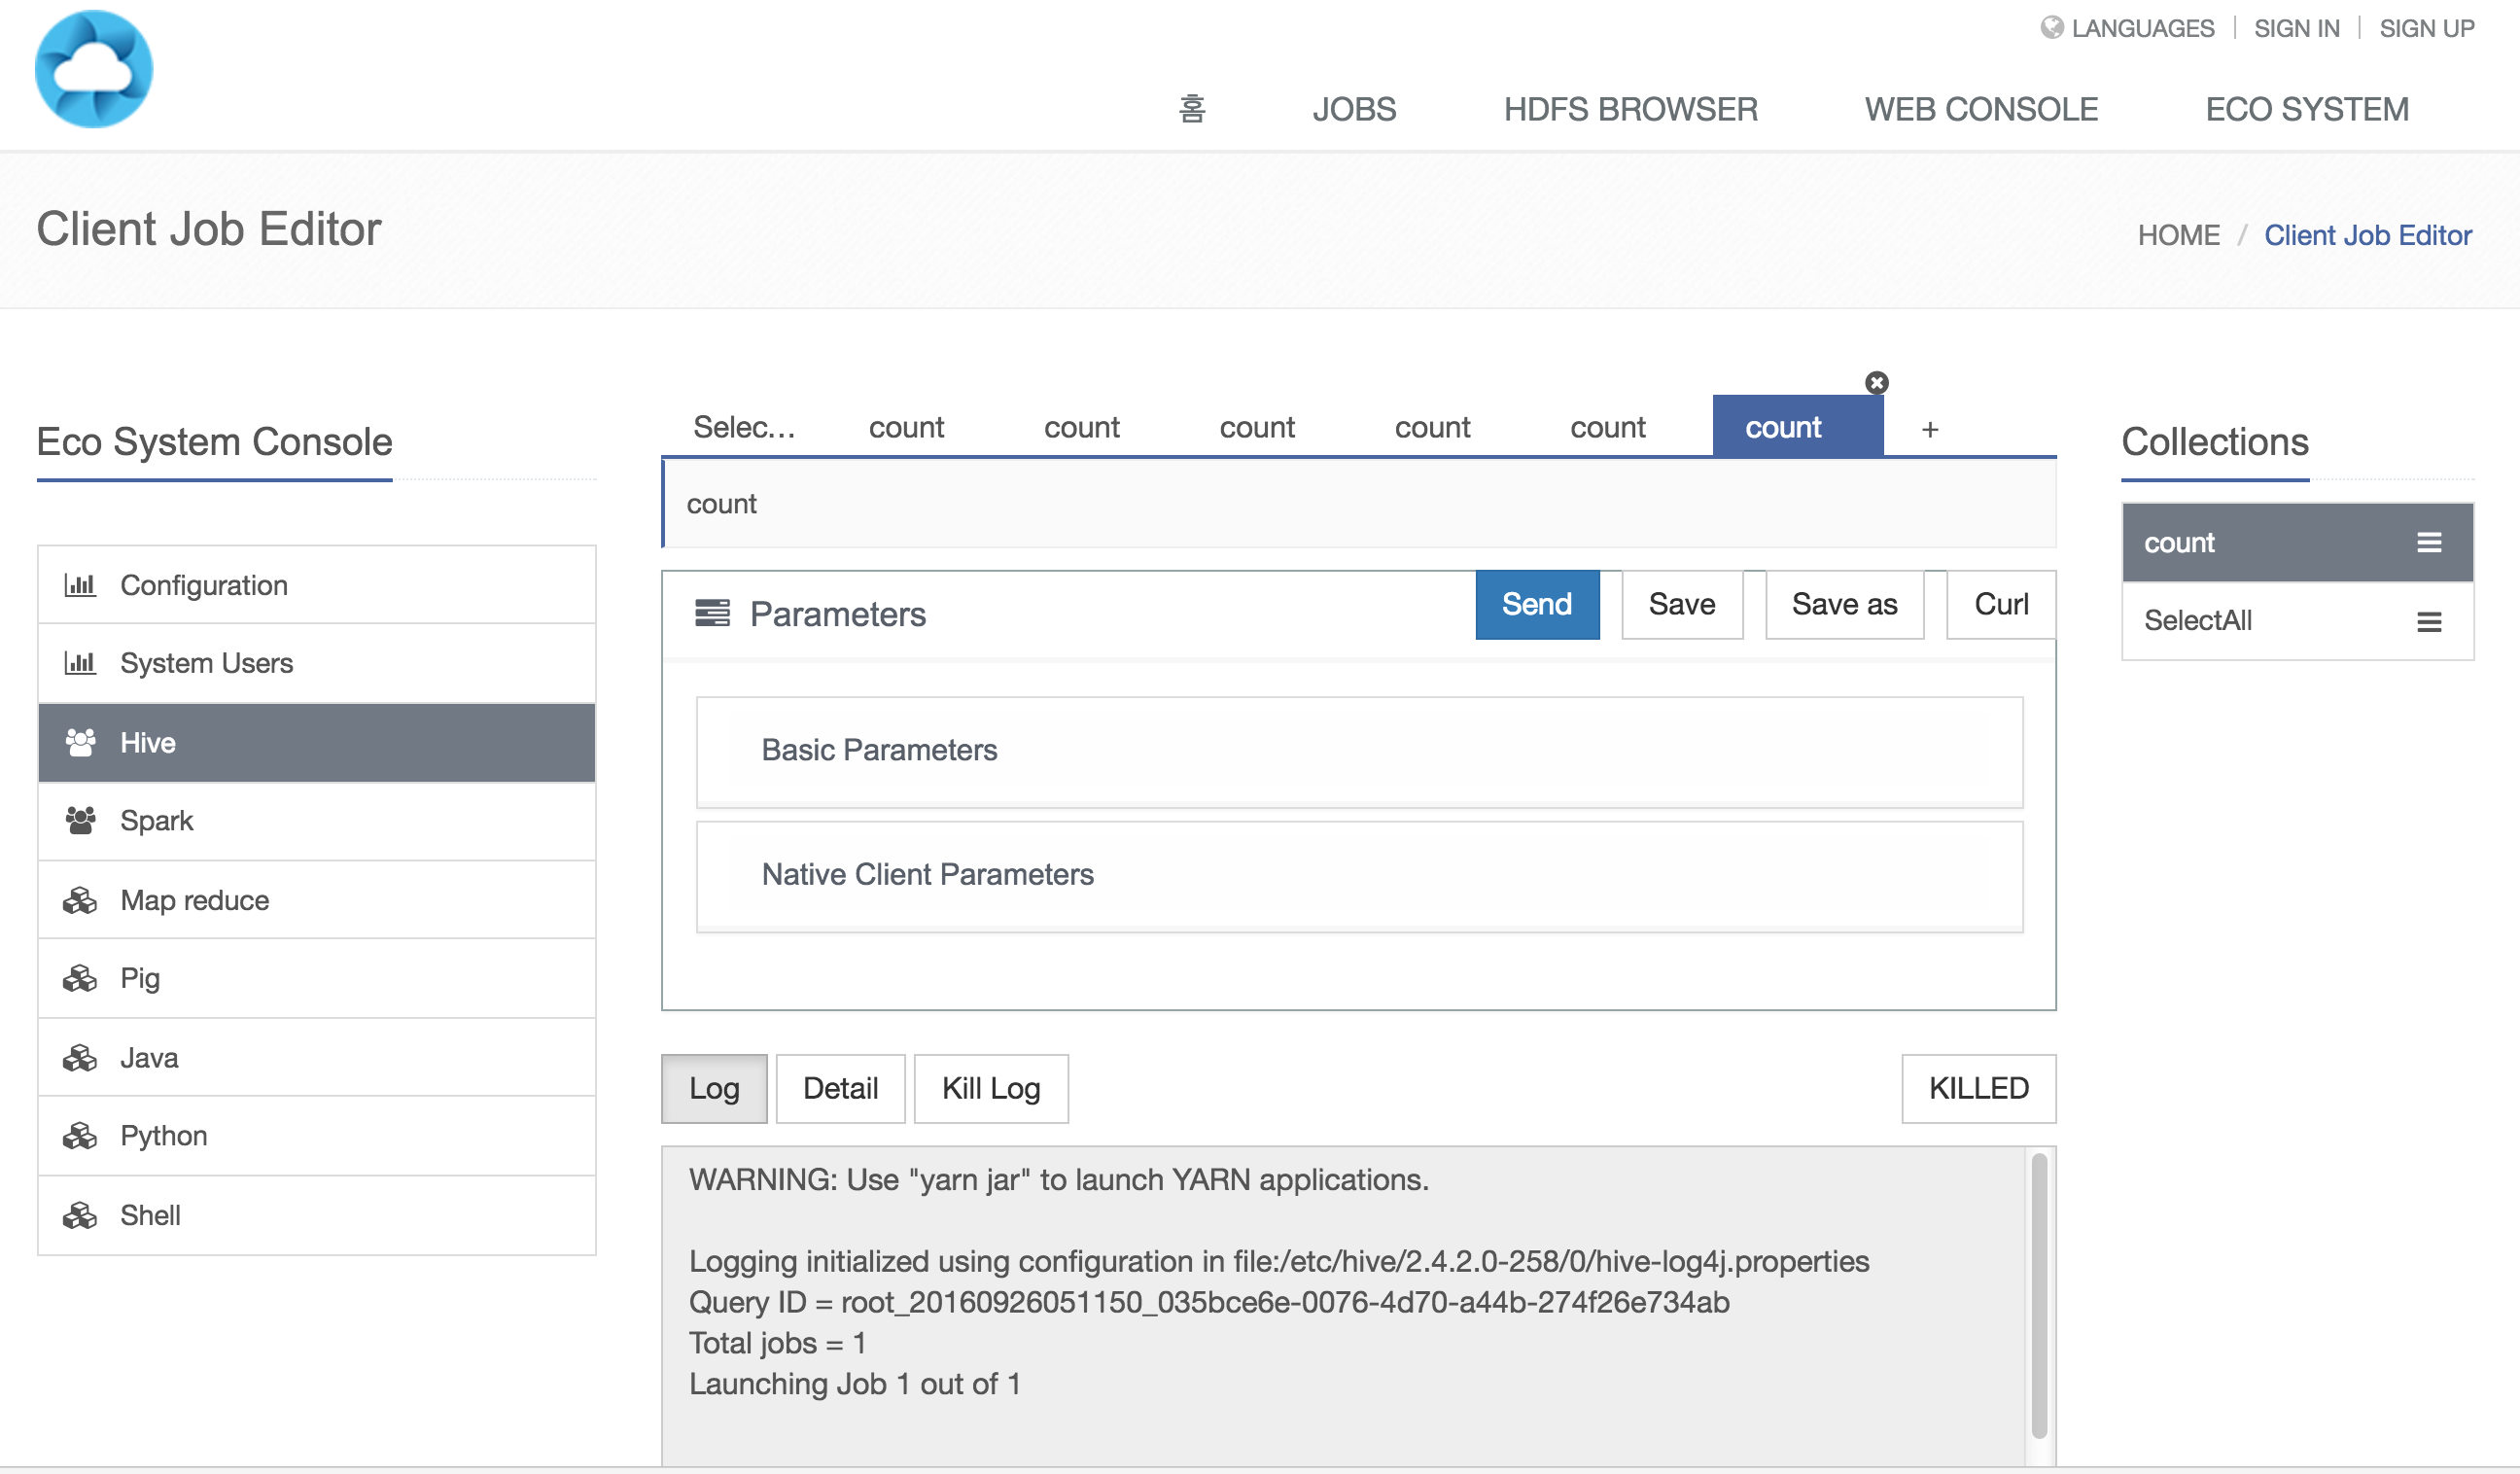 LANGUAGES SIGN IN SIGN UP
홈 JOBS HDFS BROWSER WEB CONSOLE ECO SYSTEM
Client Job Editor
HOME / Client Job Editor
Eco System Console
Configuration
System Users
Hive
Spark
Map reduce
Pig
Java
Python
Shell
Selec... count count count count count count +
count
Parameters
Send Save Save as Curl
Basic Parameters
Native Client Parameters
Log Detail Kill Log KILLED
WARNING: Use "yarn jar" to launch YARN applications.
Logging initialized using configuration in file:/etc/hive/2.4.2.0-258/0/hive-log4j.properties
Query ID = root_20160926051150_035bce6e-0076-4d70-a44b-274f26e734ab
Total jobs = 1
Launching Job 1 out of 1
Collections
count
SelectAll